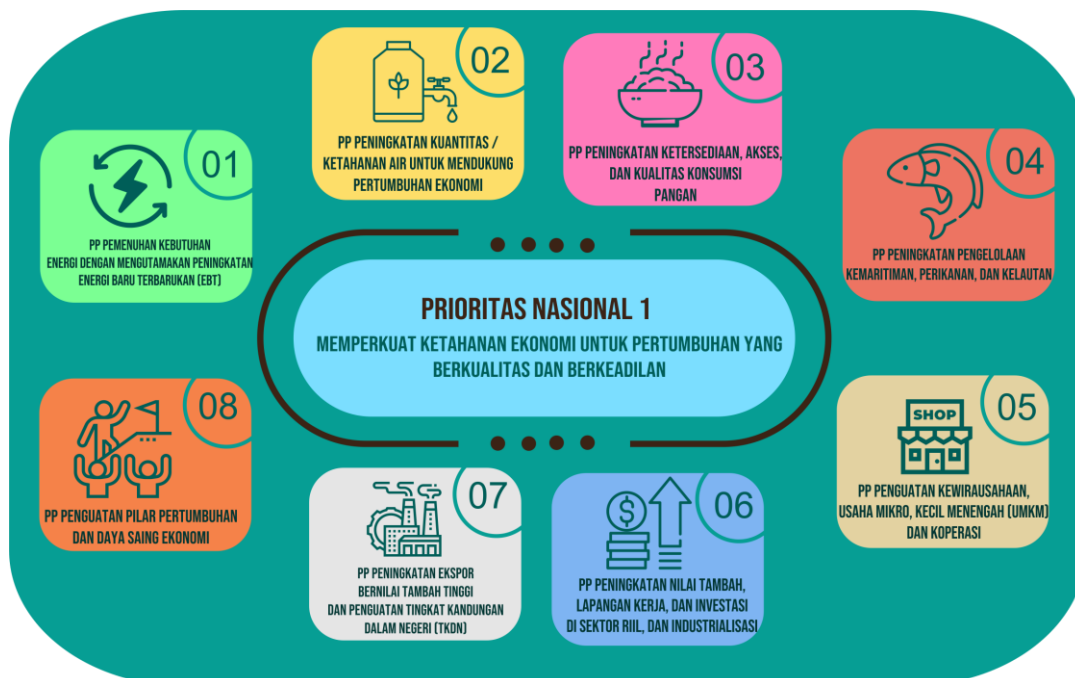 01
PP PEMENUHAN KEBUTUHAN
ENERGI DENGAN MENGUTAMAKAN PENINGKATAN
ENERGI BARU TERBARUKAN (EBT)
02
PP PENINGKATAN KUANTITAS /
KETAHANAN AIR UNTUK MENDUKUNG
PERTUMBUHAN EKONOMI
03
PP PENINGKATAN KETERSEDIAAN, AKSES,
DAN KUALITAS KONSUMSI
PANGAN
04
PP PENINGKATAN PENGELOLAAN
KEMARITIMAN, PERIKANAN, DAN KELAUTAN
PRIORITAS NASIONAL 1
MEMPERKUAT KETAHANAN EKONOMI UNTUK PERTUMBUHAN YANG
BERKUALITAS DAN BERKEADILAN
05
SHOP
PP PENGUATAN KEWIRAUSAHAAN,
USAHA MIKRO, KECIL MENENGAH (UMKM)
DAN KOPERASI
06
PP PENINGKATAN NILAI TAMBAH,
LAPANGAN KERJA, DAN INVESTASI
DI SEKTOR RIIL, DAN INDUSTRIALISASI
07
PP PENINGKATAN EKSPOR
BERNILAI TAMBAH TINGGI
DAN PENGUATAN TINGKAT KANDUNGAN
DALAM NEGERI (TKDN)
08
PP PENGUATAN PILAR PERTUMBUHAN
DAN DAYA SAING EKONOMI